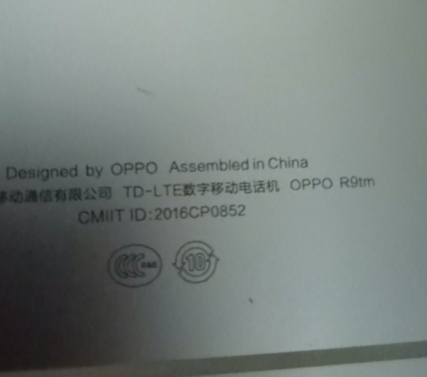 Designed by OPPO Assembled in China
移动通信有限公司 TD-LTE数字移动电话机 OPPO R9tm
CMIIT ID:2016CP0852
10